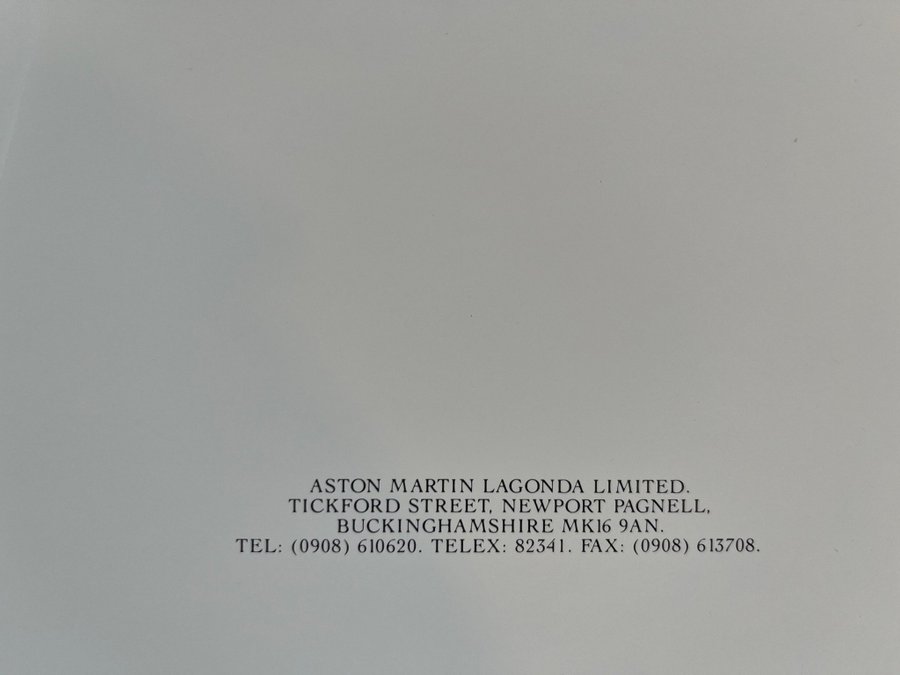 ASTON MARTIN LAGONDA LIMITED.
TICKFORD STREET, NEWPORT PAGNELL,
BUCKINGHAMSHIRE MK16 9AN.
TEL: (0908) 610620. TELEX: 82341. FAX: (0908) 613708.